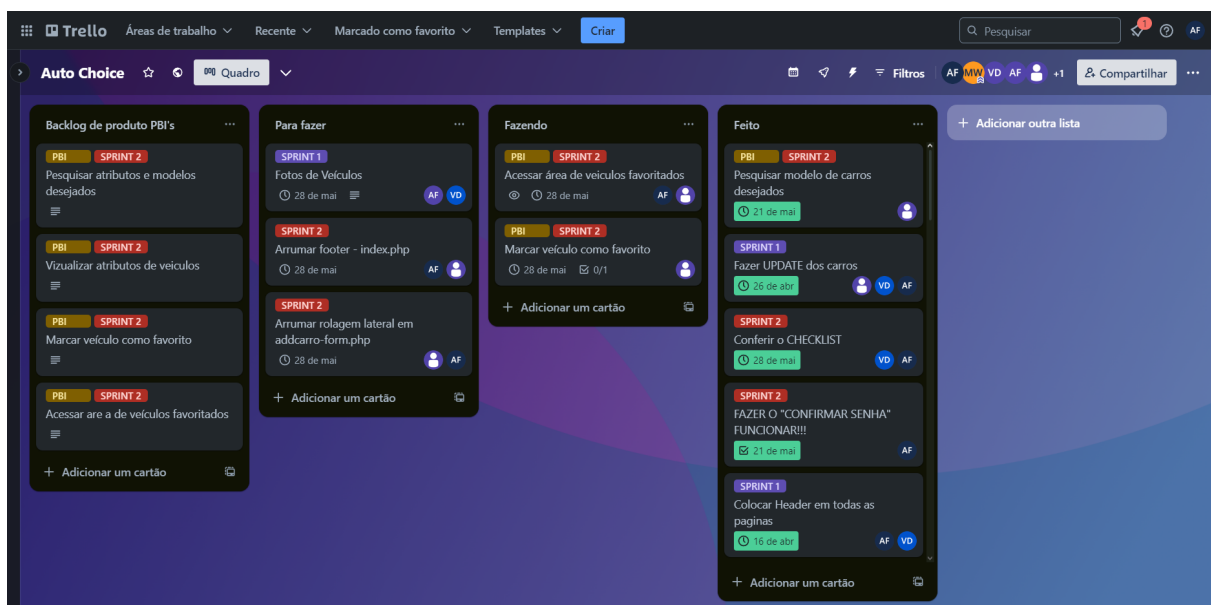 Trello
Áreas de trabalho
Recente
Marcado como favorito
Templates
Criar
Pesquisar
1
AF
Auto Choice
Quadro
Filtros
AF
MW
VD
AF
+1
Compartilhar
Backlog de produto PBI's
PBI SPRINT 2
Pesquisar atributos e modelos
desejados
PBI SPRINT 2
Vizualizar atributos de veiculos
PBI SPRINT 2
Marcar veículo como favorito
PBI SPRINT 2
Acessar are a de veículos favoritados
+ Adicionar um cartão
Para fazer
SPRINT 1
Fotos de Veículos
28 de mai AF VD
SPRINT 2
Arrumar footer - index.php
28 de mai AF
SPRINT 2
Arrumar rolagem lateral em
addcarro-form.php
28 de mai AF
+ Adicionar um cartão
Fazendo
PBI SPRINT 2
Acessar área de veiculos favoritados
28 de mai AF
PBI SPRINT 2
Marcar veículo como favorito
28 de mai 0/1
+ Adicionar um cartão
Feito
PBI SPRINT 2
Pesquisar modelo de carros
desejados
21 de mai
SPRINT 1
Fazer UPDATE dos carros
26 de abr VD AF
SPRINT 2
Conferir o CHECKLIST
28 de mai VD AF
SPRINT 2
FAZER O "CONFIRMAR SENHA"
FUNCIONAR!!!
21 de mai AF
SPRINT 1
Colocar Header em todas as
paginas
16 de abr AF VD
+ Adicionar um cartão
+ Adicionar outra lista